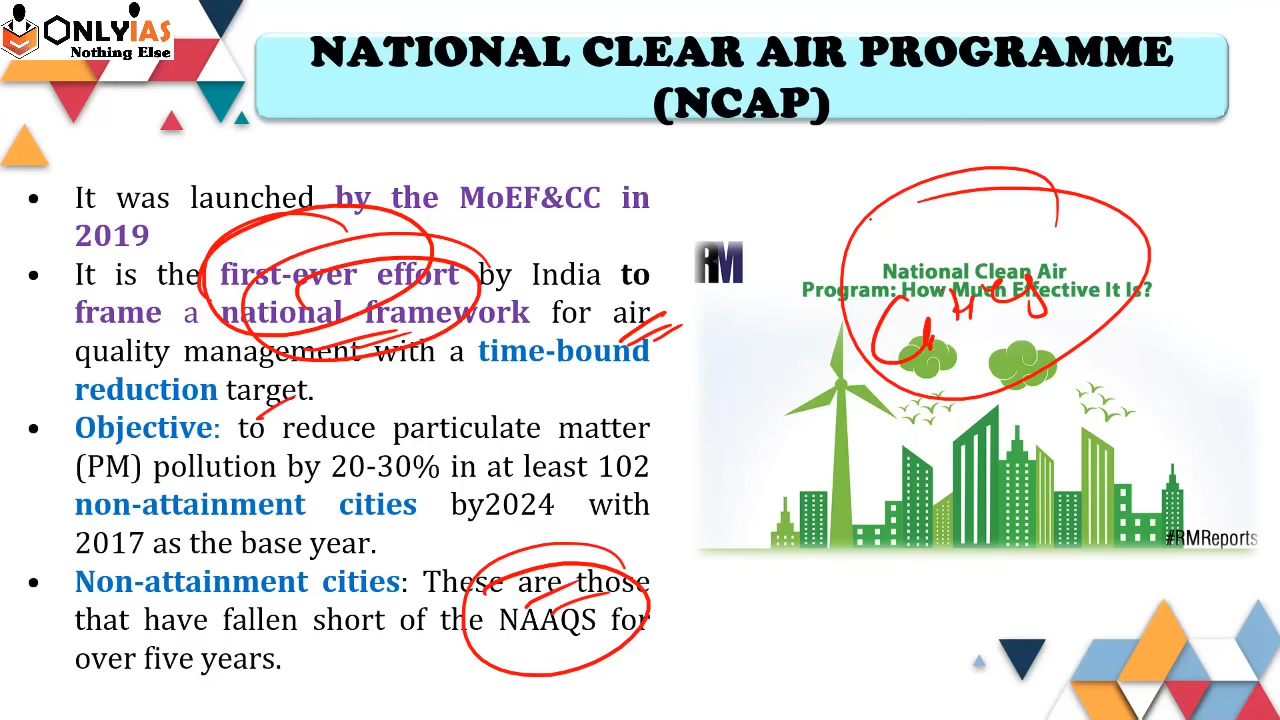 ONLYIAS
Nothing Else
NATIONAL CLEAR AIR PROGRAMME
(NCAP)
• It was launched by the MoEF&CC in
2019
• It is the first-ever effort by India to
frame a national framework for air
quality management with a time-bound
reduction target.
• Objective: to reduce particulate matter
(PM) pollution by 20-30% in at least 102
non-attainment cities by2024 with
2017 as the base year.
• Non-attainment cities: These are those
that have fallen short of the NAAQS for
over five years.
RM
National Clean Air
Program: How Much Effective It Is?
#RMReports